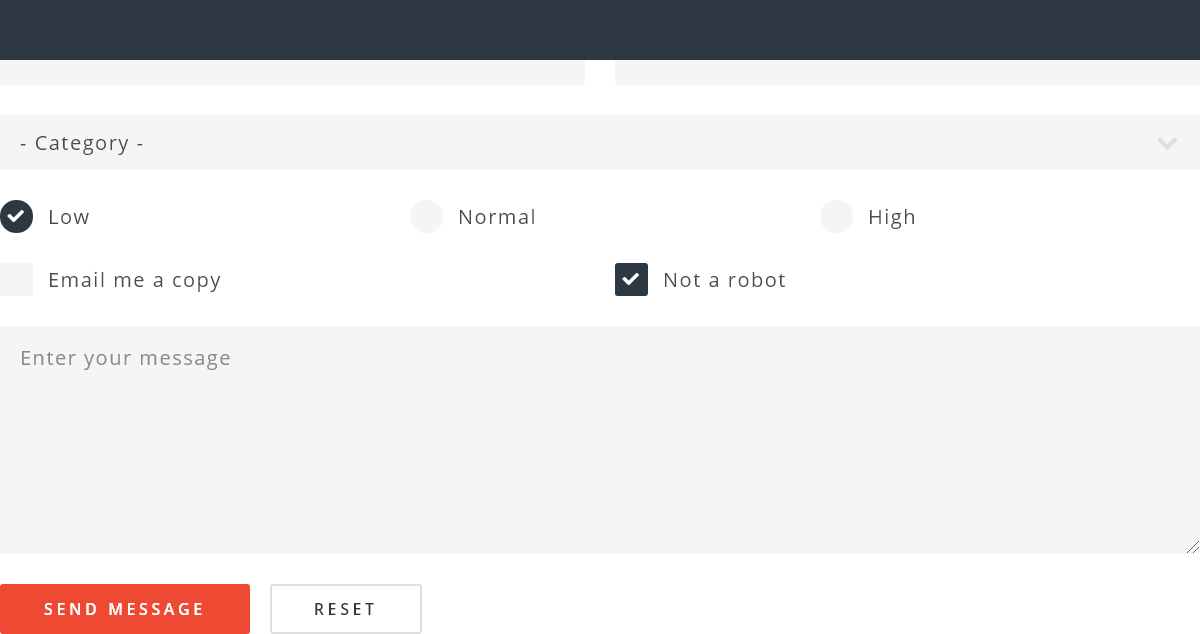 - Category -
Low
Normal
High
Email me a copy
Not a robot
Enter your message
SEND MESSAGE
RESET